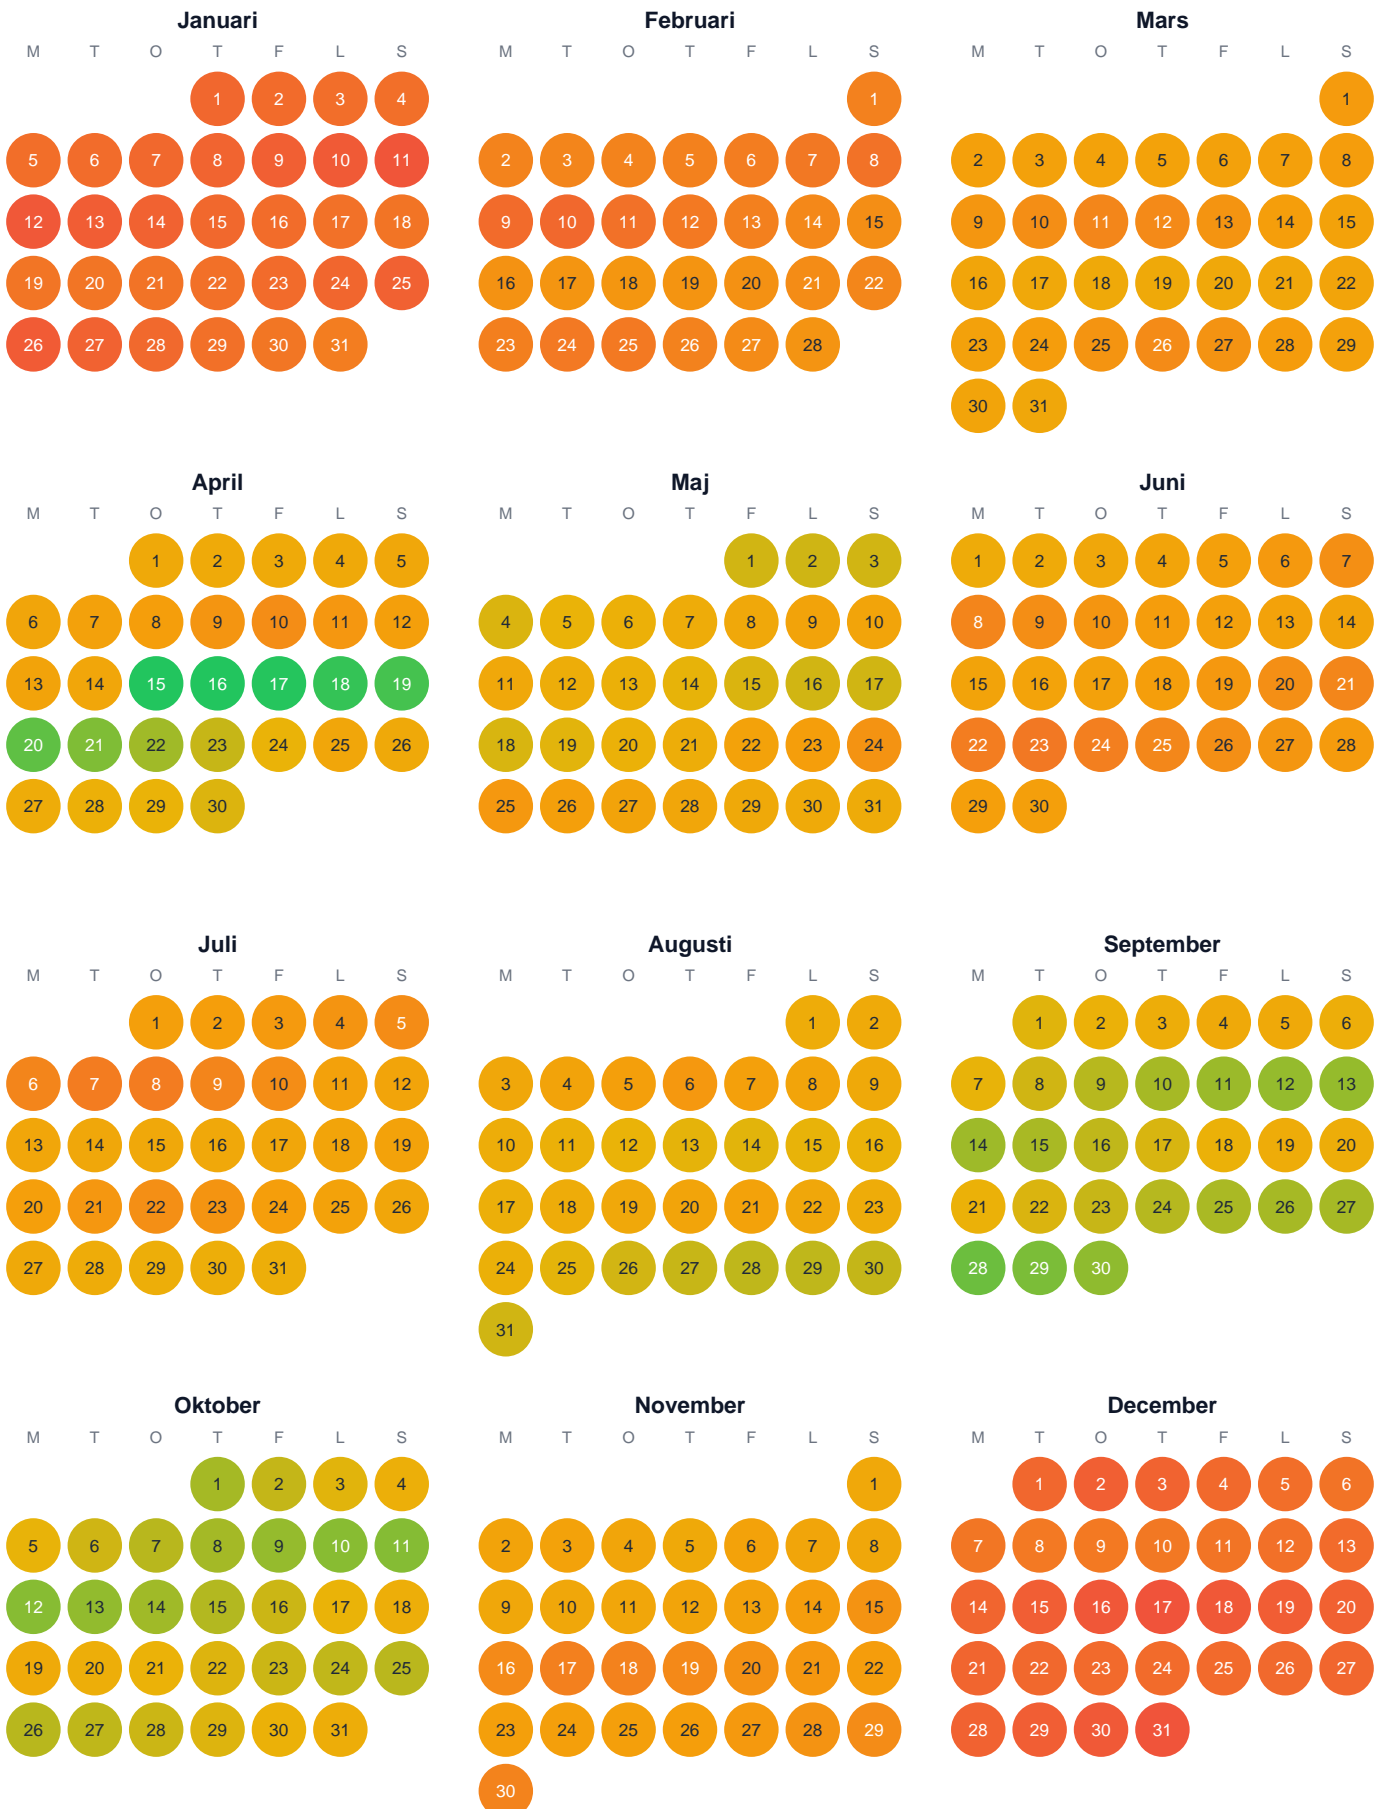 Januari Februari Mars
M T O T F L S M T O T F L S M T O T F L S
1 2 3 4 1 1
5 6 7 8 9 10 11 2 3 4 5 6 7 8 2 3 4 5 6 7 8
12 13 14 15 16 17 18 9 10 11 12 13 14 15 9 10 11 12 13 14 15
19 20 21 22 23 24 25 16 17 18 19 20 21 22 16 17 18 19 20 21 22
26 27 28 29 30 31 23 24 25 26 27 28 23 24 25 26 27 28 29
30 31
April Maj Juni
M T O T F L S M T O T F L S M T O T F L S
1 2 3 4 5 1 2 3 1 2 3 4 5 6 7
6 7 8 9 10 11 12 4 5 6 7 8 9 10 8 9 10 11 12 13 14
13 14 15 16 17 18 19 11 12 13 14 15 16 17 15 16 17 18 19 20 21
20 21 22 23 24 25 26 18 19 20 21 22 23 24 22 23 24 25 26 27 28
27 28 29 30 25 26 27 28 29 30 31 29 30
Juli Augusti September
M T O T F L S M T O T F L S M T O T F L S
1 2 3 4 5 1 2 1 2 3 4 5 6
6 7 8 9 10 11 12 3 4 5 6 7 8 9 7 8 9 10 11 12 13
13 14 15 16 17 18 19 10 11 12 13 14 15 16 14 15 16 17 18 19 20
20 21 22 23 24 25 26 17 18 19 20 21 22 23 21 22 23 24 25 26 27
27 28 29 30 31 24 25 26 27 28 29 30 28 29 30
31
Oktober November December
M T O T F L S M T O T F L S M T O T F L S
1 2 3 4 1 1 2 3 4 5 6
5 6 7 8 9 10 11 2 3 4 5 6 7 8 7 8 9 10 11 12 13
12 13 14 15 16 17 18 9 10 11 12 13 14 15 14 15 16 17 18 19 20
19 20 21 22 23 24 25 16 17 18 19 20 21 22 21 22 23 24 25 26 27
26 27 28 29 30 31 23 24 25 26 27 28 29 28 29 30 31
30